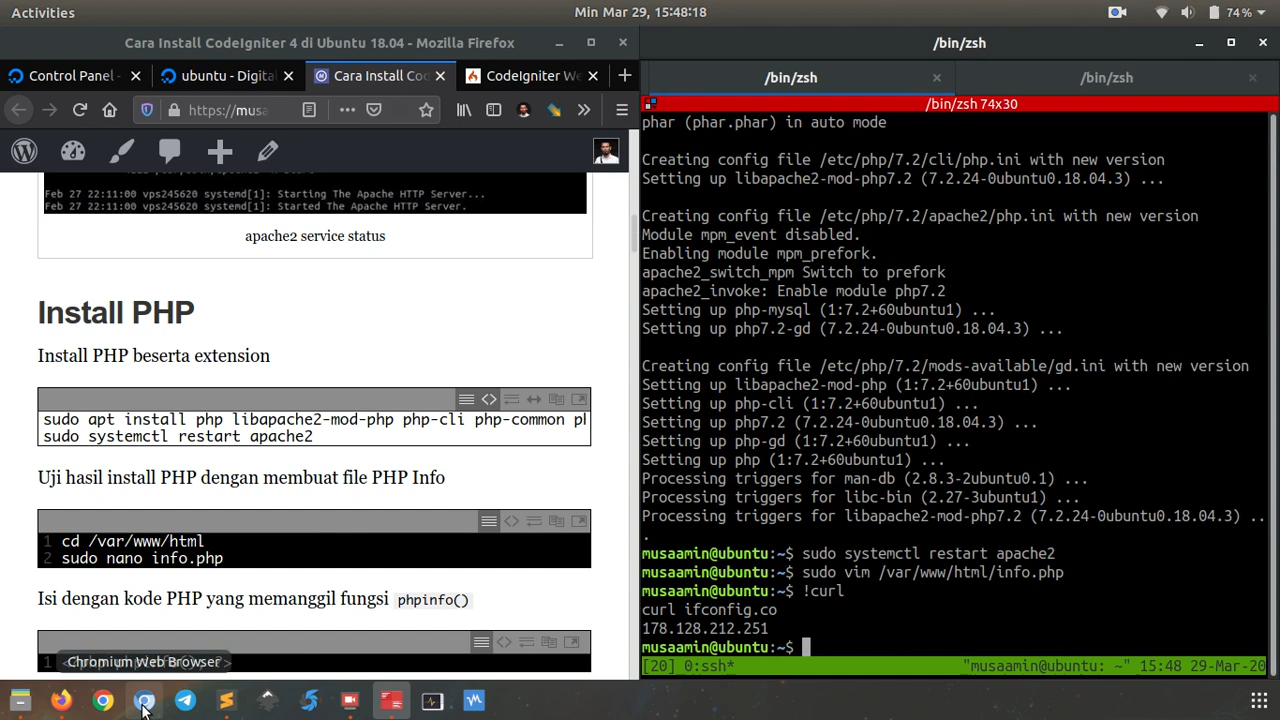 Activities
Min Mar 29, 15:48:18
74 %
Cara Install CodeIgniter 4 di Ubuntu 18.04 - Mozilla Firefox
Control Panel -
ubuntu - Digita
Cara Install Coc
CodeIgniter We
https://musa
apache2 service status
Feb 27 22:11:00 vps245620 systemd[1]: Starting The Apache HTTP Server...
Feb 27 22:11:00 vps245620 systemd[1]: Started The Apache HTTP Server.
Install PHP
Install PHP beserta extension
sudo apt install php libapache2-mod-php php-cli php-common pl
sudo systemctl restart apache2
Uji hasil install PHP dengan membuat file PHP Info
1 cd /var/www/html
2 sudo nano info.php
Isi dengan kode PHP yang memanggil fungsi phpinfo()
1
Chromium Web Browser
/bin/zsh
/bin/zsh
/bin/zsh
/bin/zsh 74x30
phar (phar.phar) in auto mode
Creating config file /etc/php/7.2/cli/php.ini with new version
Setting up libapache2-mod-php7.2 (7.2.24-0ubuntu0.18.04.3) ...
Creating config file /etc/php/7.2/apache2/php.ini with new version
Module mpm_event disabled.
Enabling module mpm_prefork.
apache2_switch_mpm Switch to prefork
apache2_invoke: Enable module php7.2
Setting up php-mysql (1:7.2+60ubuntu1) ...
Setting up php7.2-gd (7.2.24-0ubuntu0.18.04.3) ...
Creating config file /etc/php/7.2/mods-available/gd.ini with new version
Setting up libapache2-mod-php (1:7.2+60ubuntu1) ...
Setting up php-cli (1:7.2+60ubuntu1) ...
Setting up php7.2 (7.2.24-0ubuntu0.18.04.3) ...
Setting up php-gd (1:7.2+60ubuntu1) ...
Setting up php (1:7.2+60ubuntu1) ...
Processing triggers for man-db (2.8.3-2ubuntu0.1) ...
Processing triggers for libc-bin (2.27-3ubuntu1) ...
Processing triggers for libapache2-mod-php7.2 (7.2.24-0ubuntu0.18.04.3) ..
.
musaamin@ubuntu:~$ sudo systemctl restart apache2
musaamin@ubuntu:~$ sudo vim /var/www/html/info.php
musaamin@ubuntu:~$ !curl
curl ifconfig.co
178.128.212.251
musaamin@ubuntu:~$
[20] 0:ssh* "musaamin@ubuntu: ~" 15:48 29-Mar-20